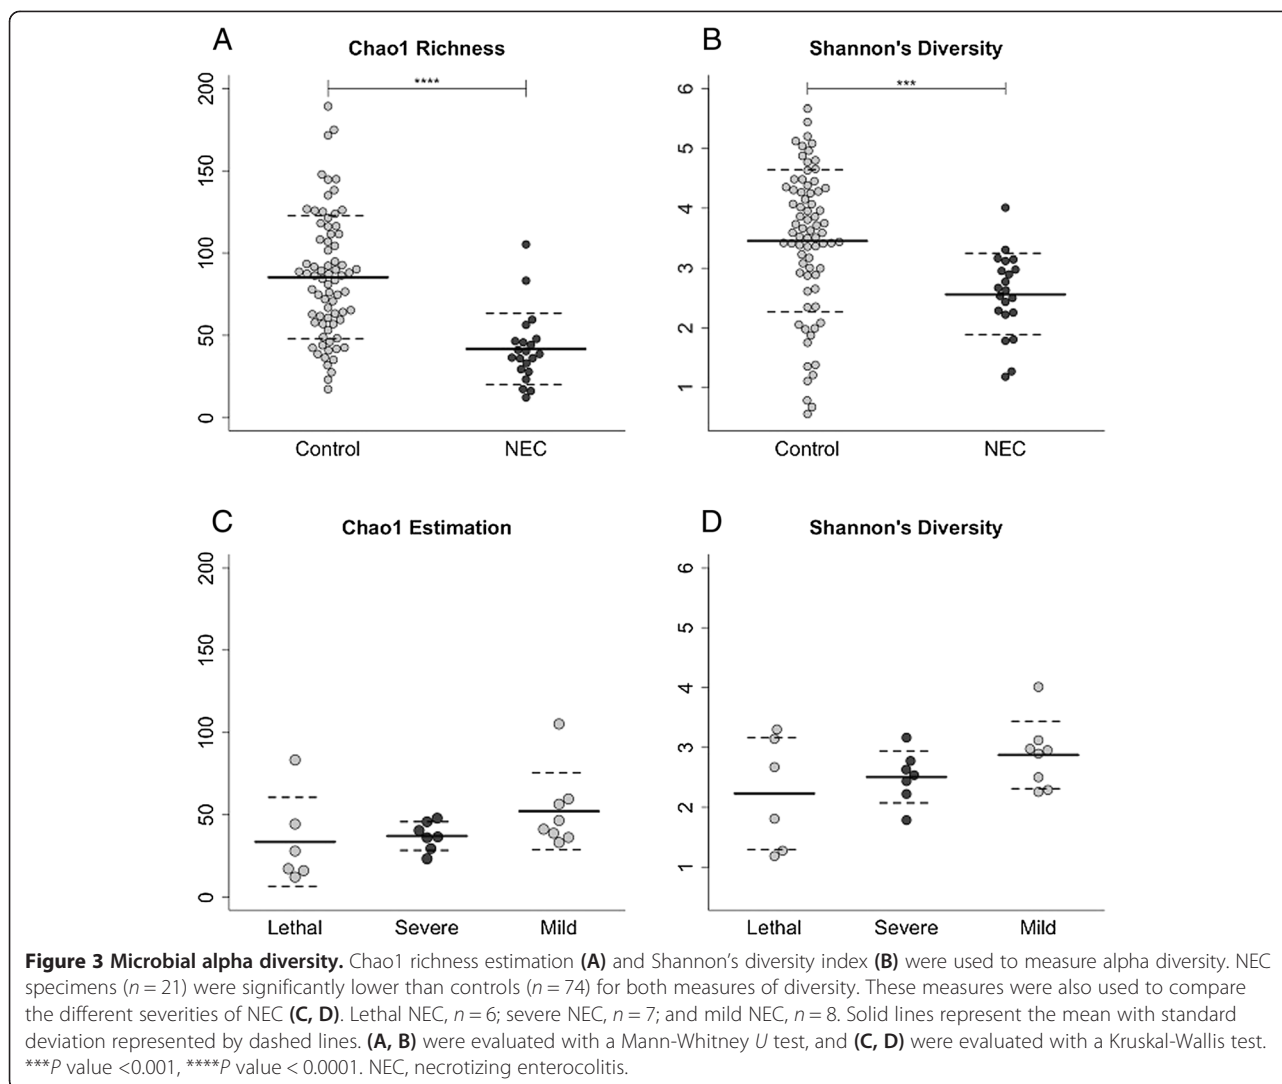 A
Chao1 Richness
****
200
150
100
50
0
Control NEC
B
Shannon's Diversity
***
6
5
4
3
2
1
Control NEC
C
Chao1 Estimation
200
150
100
50
0
Lethal Severe Mild
D
Shannon's Diversity
6
5
4
3
2
1
Lethal Severe Mild
Figure 3 Microbial alpha diversity. Chao1 richness estimation (A) and Shannon's diversity index (B) were used to measure alpha diversity. NEC
specimens (n = 21) were significantly lower than controls (n = 74) for both measures of diversity. These measures were also used to compare
the different severities of NEC (C, D). Lethal NEC, n = 6; severe NEC, n = 7; and mild NEC, n = 8. Solid lines represent the mean with standard
deviation represented by dashed lines. (A, B) were evaluated with a Mann-Whitney U test, and (C, D) were evaluated with a Kruskal-Wallis test.
***P value <0.001, ****P value < 0.0001. NEC, necrotizing enterocolitis.